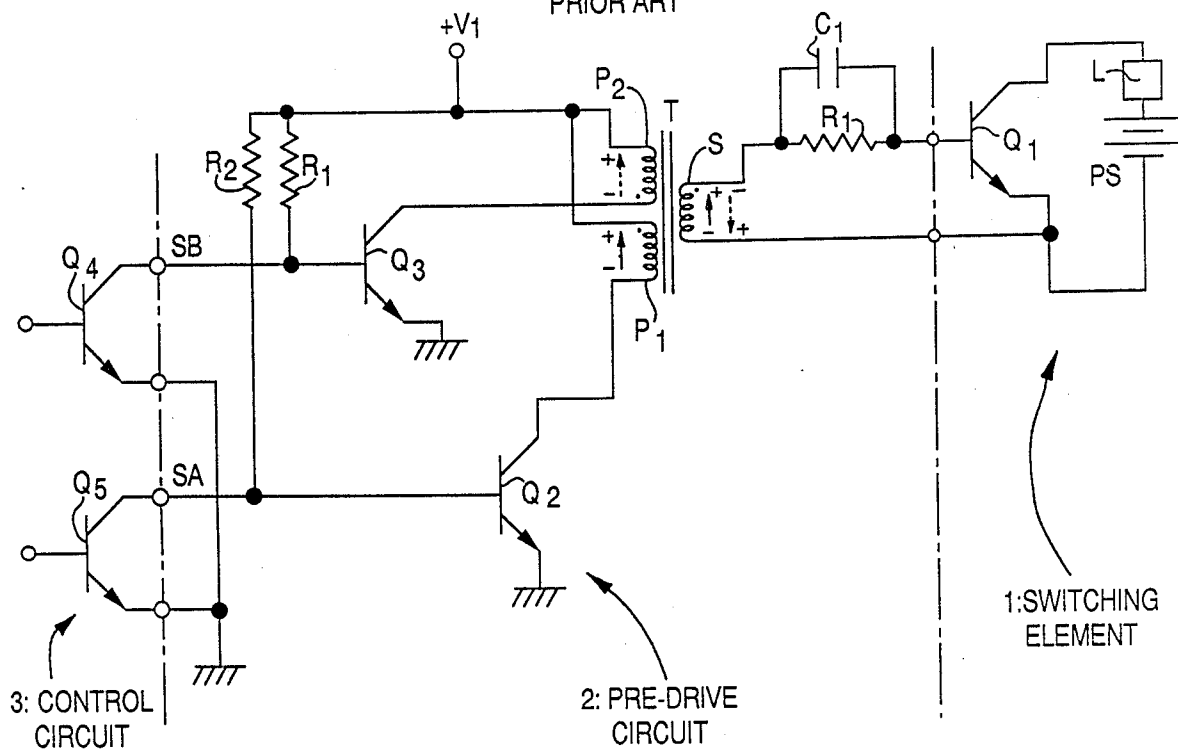 PRIOR ART
+V1
C1
P2
T
L
R2
R1
S
R1
Q1
PS
+
-
+
-
+
-
-
+
Q4
SB
Q3
P1
Q5
SA
Q2
1:SWITCHING
ELEMENT
3: CONTROL
CIRCUIT
2: PRE-DRIVE
CIRCUIT